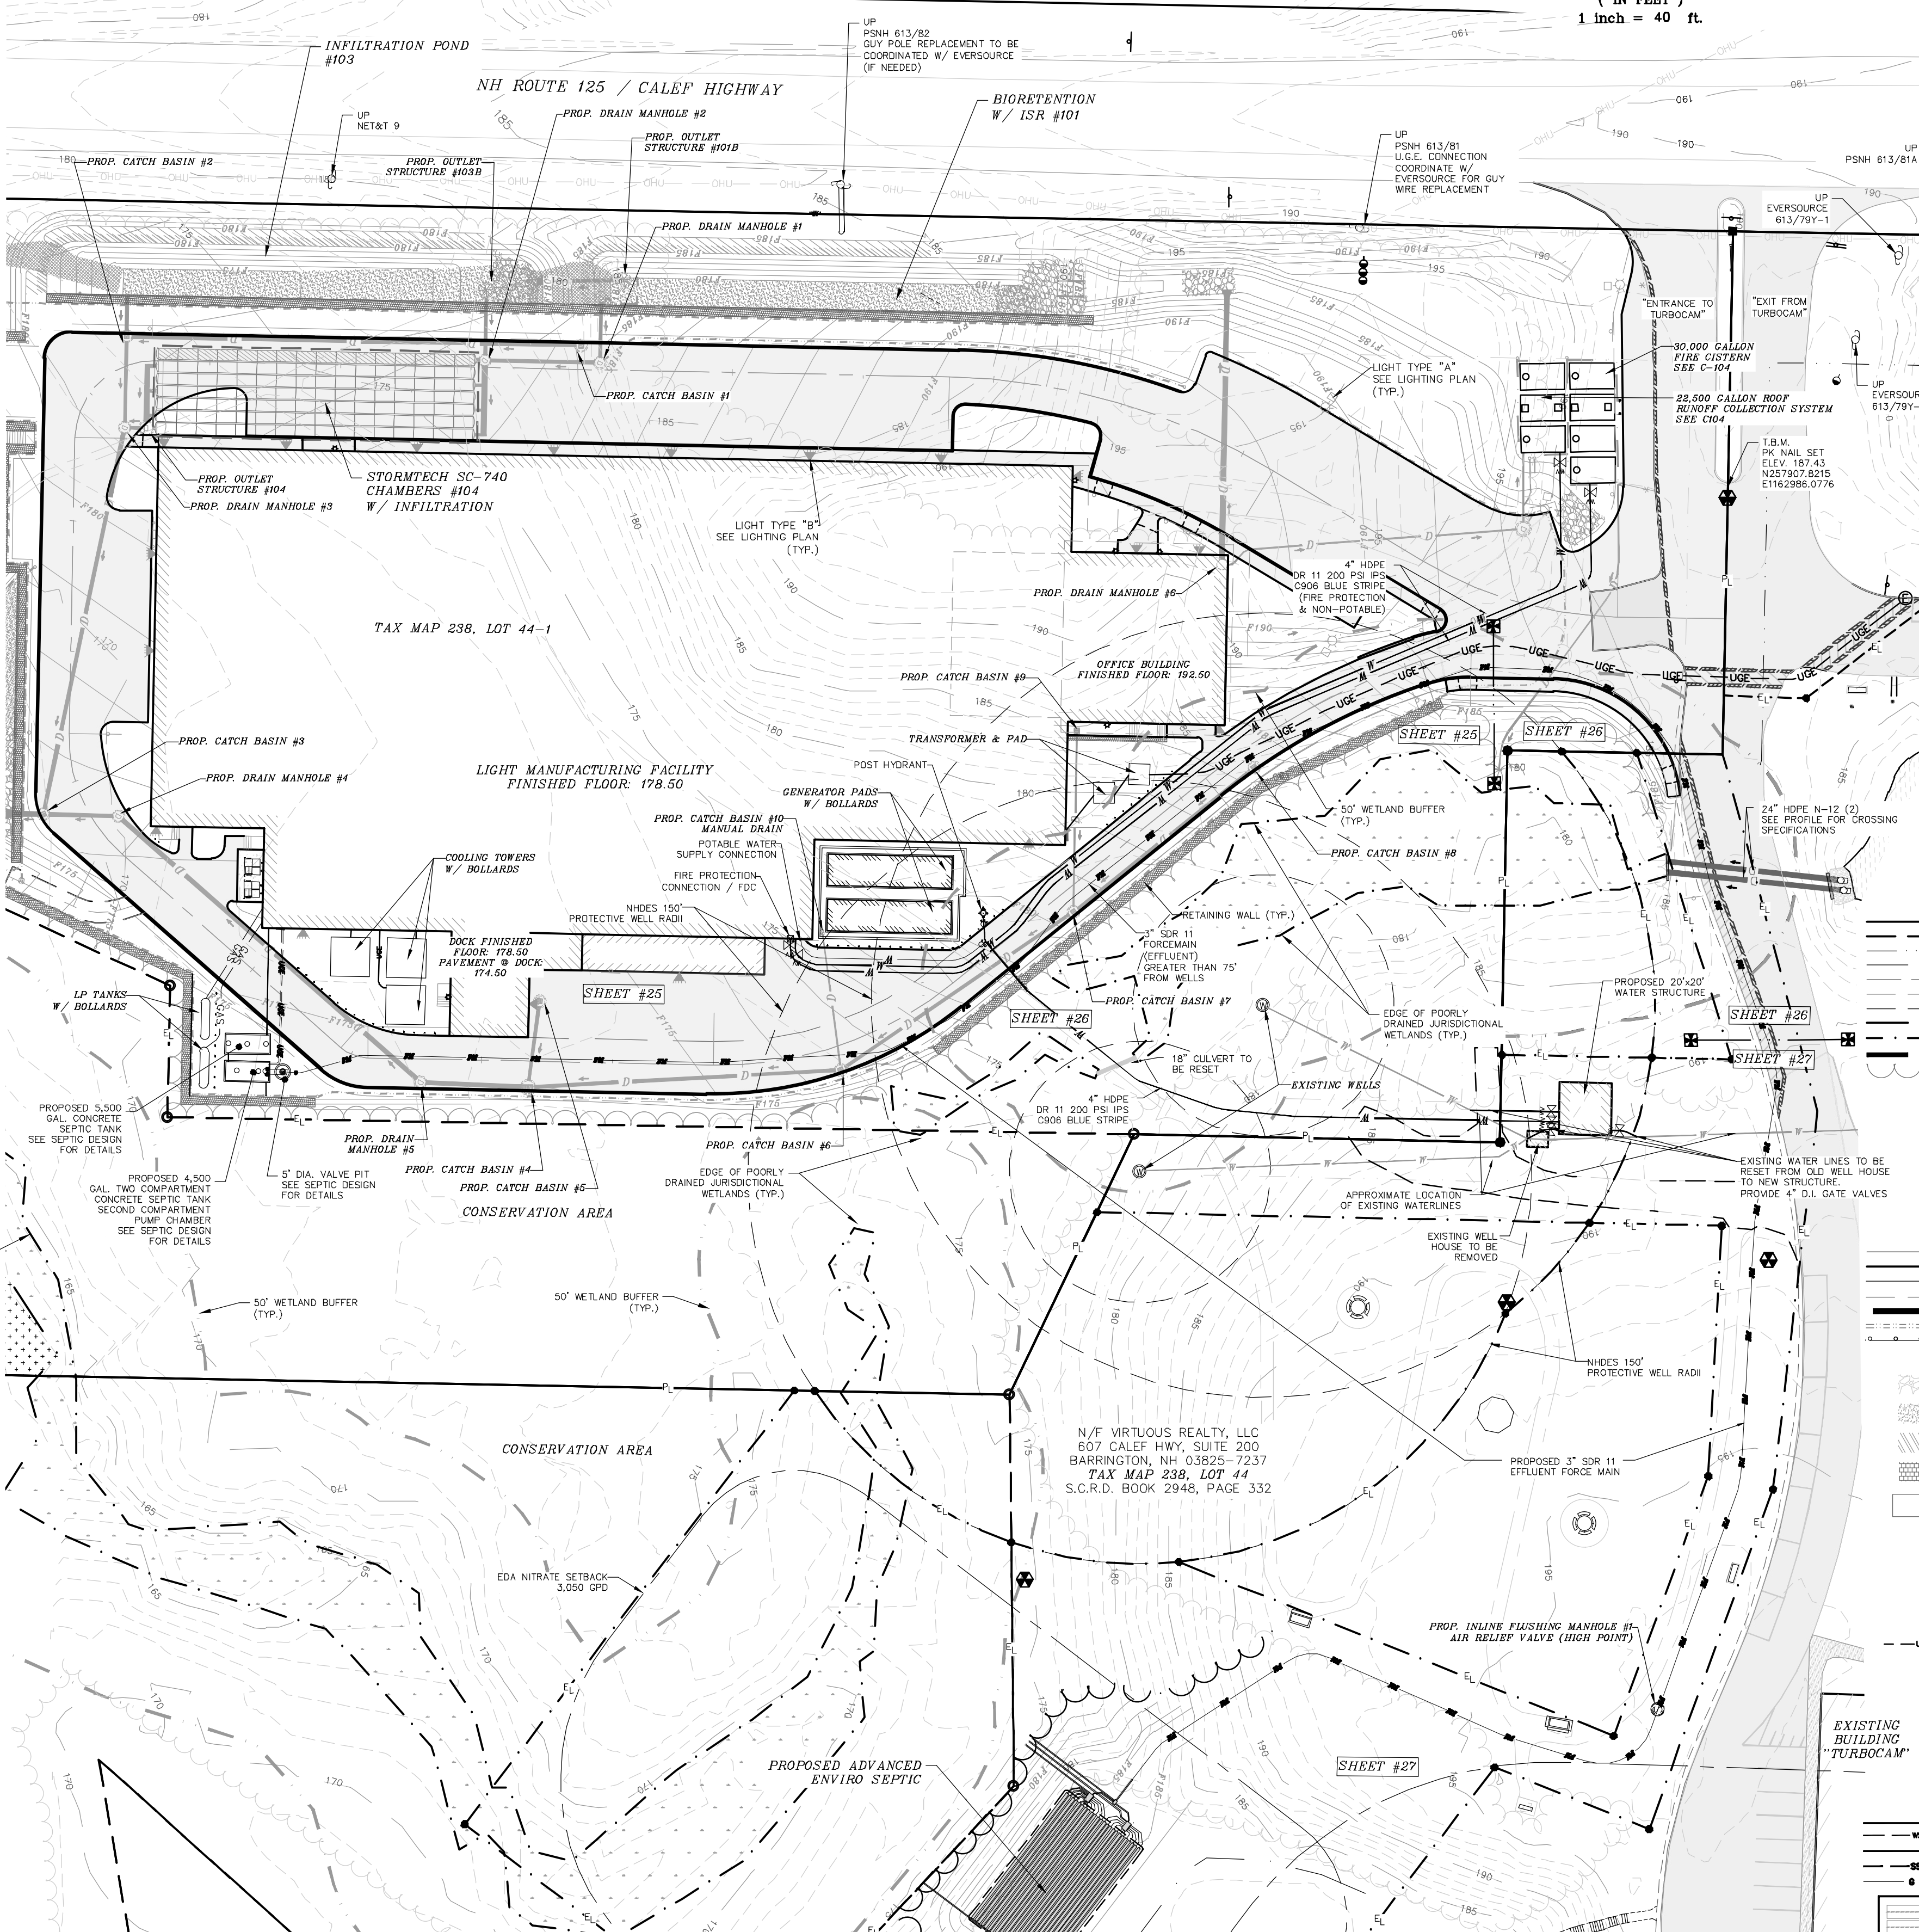 ( IN FEET )
1 inch = 40 ft.
UP
PSNH 613/82
GUY POLE REPLACEMENT TO BE
COORDINATED W/ EVERSOURCE
(IF NEEDED)
INFILTRATION POND
#103
NH ROUTE 125 / CALEF HIGHWAY
UP
NET&T 9
PROP. DRAIN MANHOLE #2
BIORETENTION
W/ ISR #101
PROP. OUTLET
STRUCTURE #101B
PROP. CATCH BASIN #2
PROP. OUTLET
STRUCTURE #103B
UP
PSNH 613/81
U.G.E. CONNECTION
COORDINATE W/
EVERSOURCE FOR GUY
WIRE REPLACEMENT
UP
PSNH 613/81A
UP
EVERSOURCE
613/79Y-1
PROP. DRAIN MANHOLE #1
"ENTRANCE TO
TURBOCAM"
"EXIT FROM
TURBOCAM"
30,000 GALLON
FIRE CISTERN
SEE C-104
LIGHT TYPE "A"
SEE LIGHTING PLAN
(TYP.)
UP
EVERSOUR
613/79Y-
PROP. CATCH BASIN #1
22,500 GALLON ROOF
RUNOFF COLLECTION SYSTEM
SEE C104
T.B.M.
PK NAIL SET
ELEV. 187.43
N257907.8215
E1162986.0776
PROP. OUTLET
STRUCTURE #104
PROP. DRAIN MANHOLE #3
STORMTECH SC-740
CHAMBERS #104
W/ INFILTRATION
LIGHT TYPE "B"
SEE LIGHTING PLAN
(TYP.)
4" HDPE
DR 11 200 PSI IPS
C906 BLUE STRIPE
(FIRE PROTECTION
& NON-POTABLE)
PROP. DRAIN MANHOLE #6
TAX MAP 238, LOT 44-1
OFFICE BUILDING
FINISHED FLOOR: 192.50
PROP. CATCH BASIN #9
SHEET #25
SHEET #26
PROP. CATCH BASIN #3
TRANSFORMER & PAD
POST HYDRANT
PROP. DRAIN MANHOLE #4
LIGHT MANUFACTURING FACILITY
FINISHED FLOOR: 178.50
GENERATOR PADS
W/ BOLLARDS
50' WETLAND BUFFER
(TYP.)
24" HDPE N-12 (2)
SEE PROFILE FOR CROSSING
SPECIFICATIONS
PROP. CATCH BASIN #10
MANUAL DRAIN
POTABLE WATER
SUPPLY CONNECTION
PROP. CATCH BASIN #8
COOLING TOWERS
W/ BOLLARDS
FIRE PROTECTION
CONNECTION / FDC
NHDES 150'
PROTECTIVE WELL RADII
RETAINING WALL (TYP.)
DOCK FINISHED
FLOOR: 178.50
PAVEMENT @ DOCK:
174.50
3" SDR 11
FORCEMAIN
(EFFLUENT)
GREATER THAN 75'
FROM WELLS
LP TANKS
W/ BOLLARDS
SHEET #25
PROP. CATCH BASIN #7
SHEET #26
PROPOSED 20'x20'
WATER STRUCTURE
EDGE OF POORLY
DRAINED JURISDICTIONAL
WETLANDS (TYP.)
SHEET #26
SHEET #27
18" CULVERT TO
BE RESET
EXISTING WELLS
4" HDPE
DR 11 200 PSI IPS
C906 BLUE STRIPE
PROPOSED 5,500
GAL. CONCRETE
SEPTIC TANK
SEE SEPTIC DESIGN
FOR DETAILS
PROP. DRAIN
MANHOLE #5
PROP. CATCH BASIN #6
PROP. CATCH BASIN #4
PROP. CATCH BASIN #5
PROPOSED 4,500
GAL. TWO COMPARTMENT
CONCRETE SEPTIC TANK
SECOND COMPARTMENT
PUMP CHAMBER
SEE SEPTIC DESIGN
FOR DETAILS
5' DIA. VALVE PIT
SEE SEPTIC DESIGN
FOR DETAILS
EDGE OF POORLY
DRAINED JURISDICTIONAL
WETLANDS (TYP.)
CONSERVATION AREA
EXISTING WATER LINES TO BE
RESET FROM OLD WELL HOUSE
TO NEW STRUCTURE.
PROVIDE 4" D.I. GATE VALVES
APPROXIMATE LOCATION
OF EXISTING WATERLINES
EXISTING WELL
HOUSE TO BE
REMOVED
50' WETLAND BUFFER
(TYP.)
50' WETLAND BUFFER
(TYP.)
NHDES 150'
PROTECTIVE WELL RADII
CONSERVATION AREA
N/F VIRTUOUS REALTY, LLC
607 CALEF HWY, SUITE 200
BARRINGTON, NH 03825-7237
TAX MAP 238, LOT 44
S.C.R.D. BOOK 2948, PAGE 332
PROPOSED 3" SDR 11
EFFLUENT FORCE MAIN
EDA NITRATE SETBACK
3,050 GPD
PROP. INLINE FLUSHING MANHOLE #1
AIR RELIEF VALVE (HIGH POINT)
PROPOSED ADVANCED
ENVIRO SEPTIC
SHEET #27
EXISTING
BUILDING
"TURBOCAM"